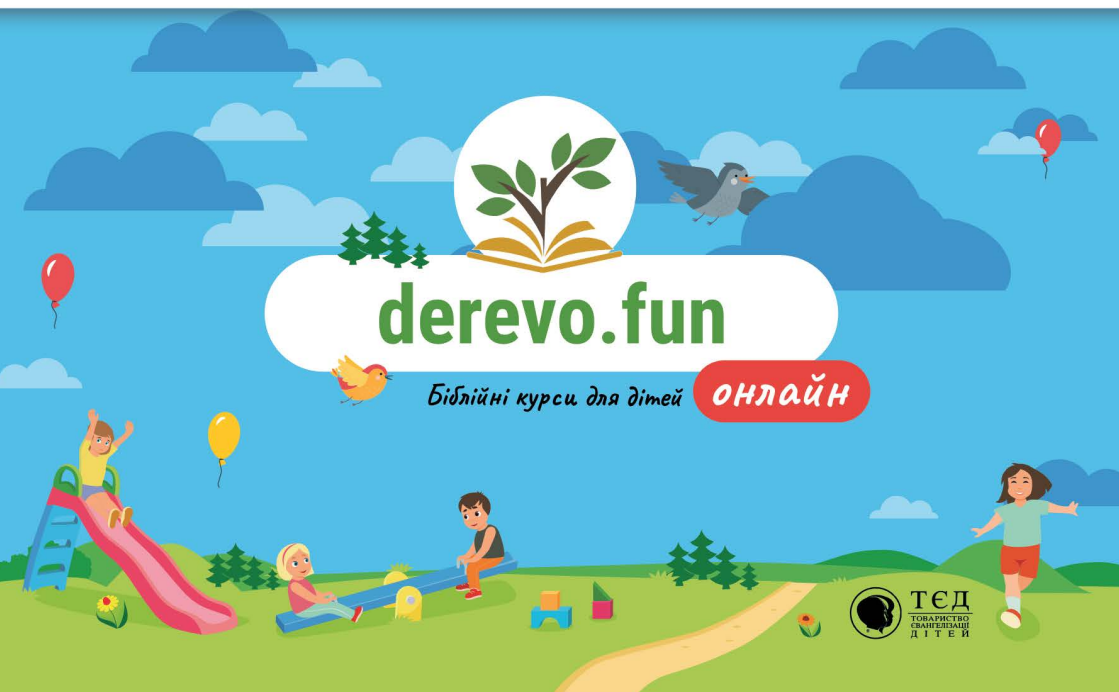 derevo.fun
Біблійні курси для дітей онлайн
ТЄД
ТОВАРИСТВО
ЄВАНГЕЛІЗАЦІЇ
ДІТЕЙ